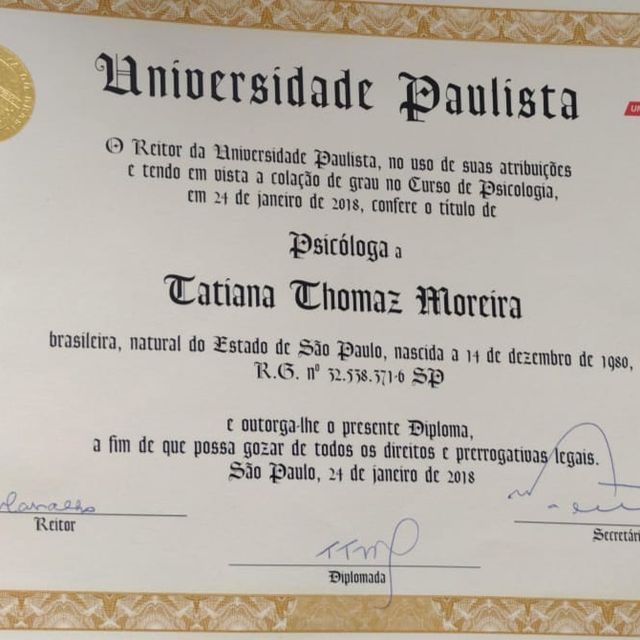 Universidade Paulista
O Reitor da Universidade Paulista, no uso de suas atribuições
e tendo em vista a colação de grau no Curso de Psicologia,
em 24 de janeiro de 2018, confere o título de
Psicóloga a
Tatiana Thomaz Moreira
brasileira, natural do Estado de São Paulo, nascida a 14 de dezembro de 1980,
R.G. nº 32.538.371-6 SP
e outorga-lhe o presente Diploma,
a fim de que possa gozar de todos os direitos e prerrogativas legais.
São Paulo, 24 de janeiro de 2018
Reitor
Secretári
Diplomada